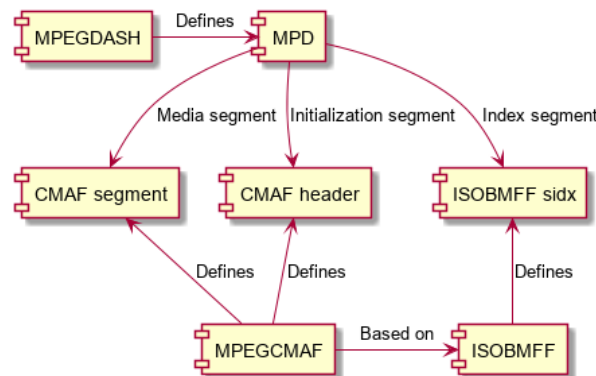 Defines
MPEGDASH
MPD
Media segment
Initialization segment
Index segment
CMAF segment
CMAF header
ISOBMFF sidx
Defines
Defines
Defines
Based on
MPEGCMAF
ISOBMFF